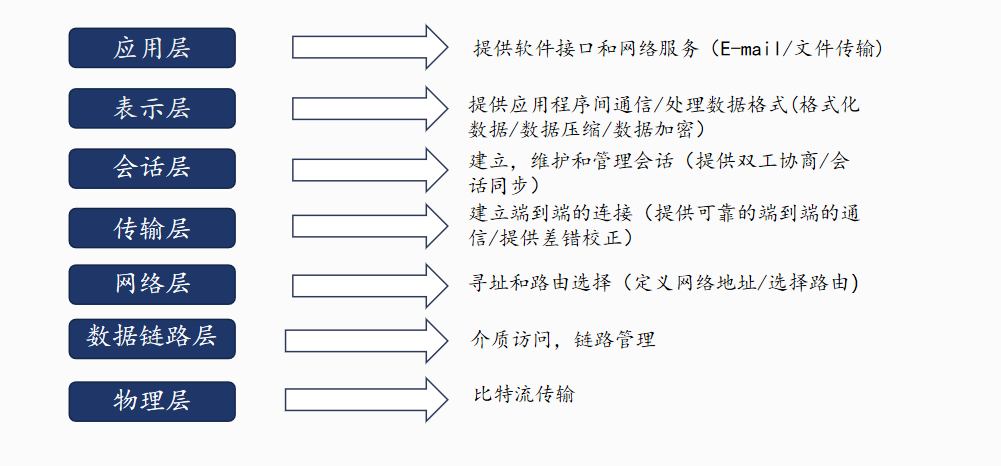 应用层
提供软件接口和网络服务（E-mail/文件传输)
表示层
提供应用程序间通信/处理数据格式(格式化
数据/数据压缩/数据加密）
会话层
建立，维护和管理会话（提供双工协商/会
话同步）
传输层
建立端到端的连接（提供可靠的端到端的通
信/提供差错校正）
网络层
寻址和路由选择（定义网络地址/选择路由)
数据链路层
介质访问，链路管理
物理层
比特流传输